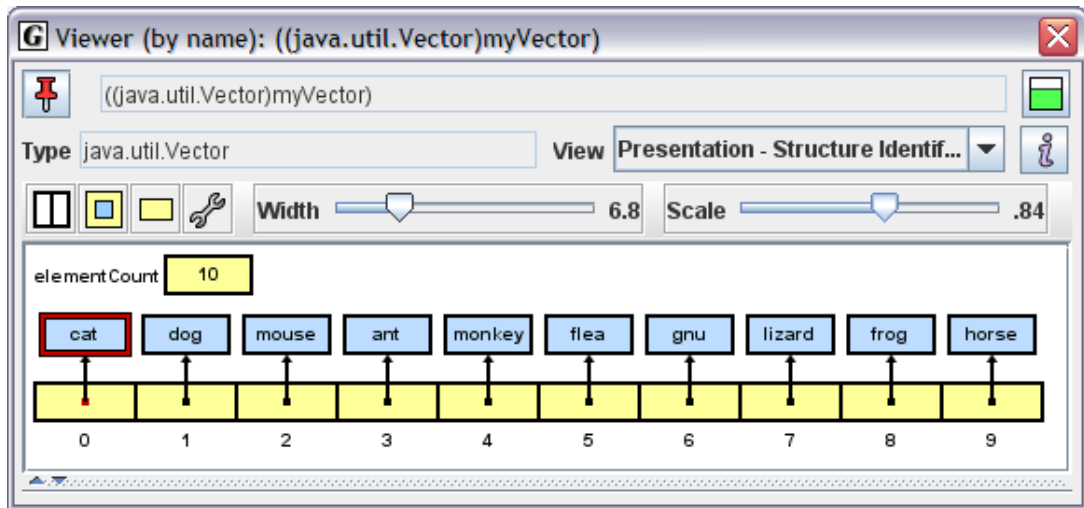 G Viewer (by name): ((java.util.Vector)myVector)
((java.util.Vector)myVector)
Type java.util.Vector View Presentation - Structure Identif... i
Width 6.8 Scale .84
elementCount 10
cat dog mouse ant monkey flea gnu lizard frog horse
0 1 2 3 4 5 6 7 8 9